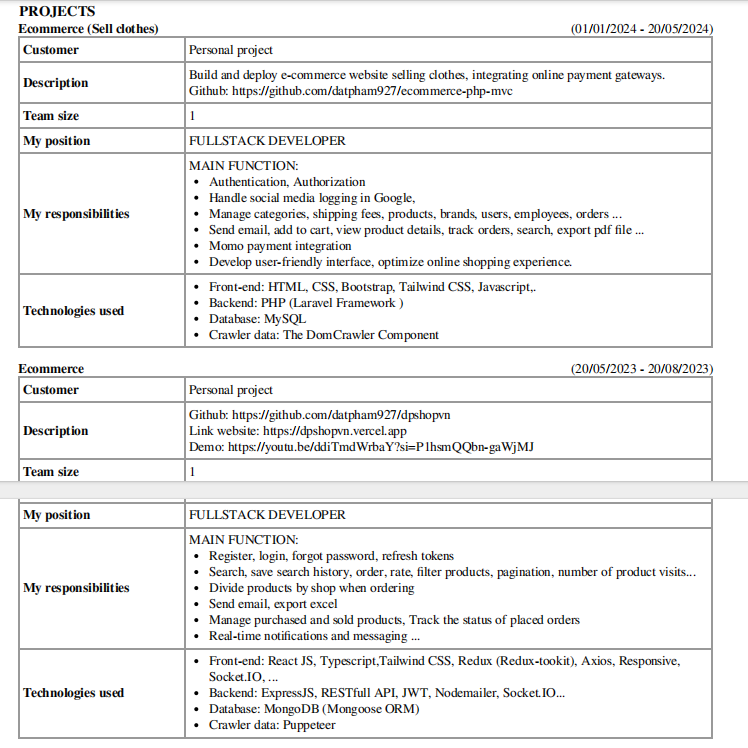 PROJECTS
Ecommerce (Sell clothes) (01/01/2024 - 20/05/2024)
Customer Personal project
Description Build and deploy e-commerce website selling clothes, integrating online payment gateways.
Github: https://github.com/datpham927/ecommerce-php-mvc
Team size 1
My position FULLSTACK DEVELOPER
My responsibilities MAIN FUNCTION:
• Authentication, Authorization
• Handle social media logging in Google,
• Manage categories, shipping fees, products, brands, users, employees, orders ...
• Send email, add to cart, view product details, track orders, search, export pdf file ...
• Momo payment integration
• Develop user-friendly interface, optimize online shopping experience.
Technologies used • Front-end: HTML, CSS, Bootstrap, Tailwind CSS, Javascript,.
• Backend: PHP (Laravel Framework )
• Database: MySQL
• Crawler data: The DomCrawler Component
Ecommerce (20/05/2023 - 20/08/2023)
Customer Personal project
Description Github: https://github.com/datpham927/dpshopvn
Link website: https://dpshopvn.vercel.app
Demo: https://youtu.be/ddiTmdWrbaY?si=P1hsmQQbn-gaWjMJ
Team size 1
My position FULLSTACK DEVELOPER
My responsibilities MAIN FUNCTION:
• Register, login, forgot password, refresh tokens
• Search, save search history, order, rate, filter products, pagination, number of product visits...
• Divide products by shop when ordering
• Send email, export excel
• Manage purchased and sold products, Track the status of placed orders
• Real-time notifications and messaging ...
Technologies used • Front-end: React JS, Typescript,Tailwind CSS, Redux (Redux-tookit), Axios, Responsive,
Socket.IO, ...
• Backend: ExpressJS, RESTfull API, JWT, Nodemailer, Socket.IO...
• Database: MongoDB (Mongoose ORM)
• Crawler data: Puppeteer